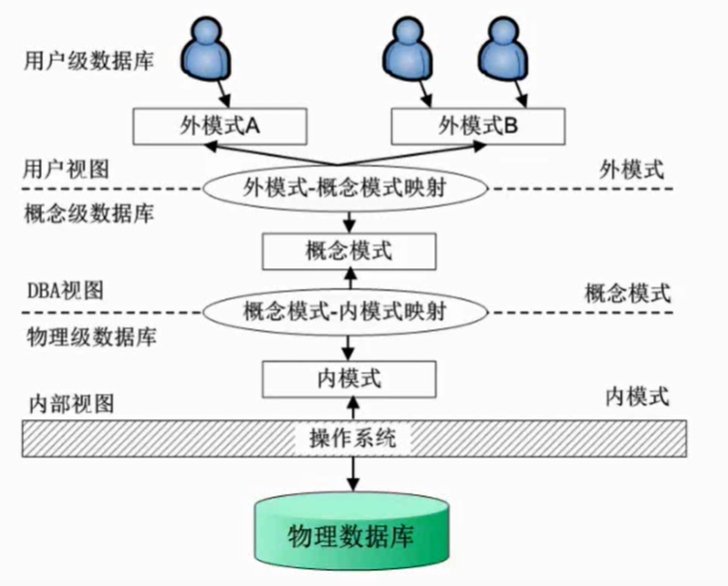 用户级数据库
外模式A
外模式B
用户视图
外模式-概念模式映射
外模式
概念级数据库
概念模式
DBA视图
概念模式-内模式映射
概念模式
物理级数据库
内模式
内部视图
内模式
操作系统
物理数据库